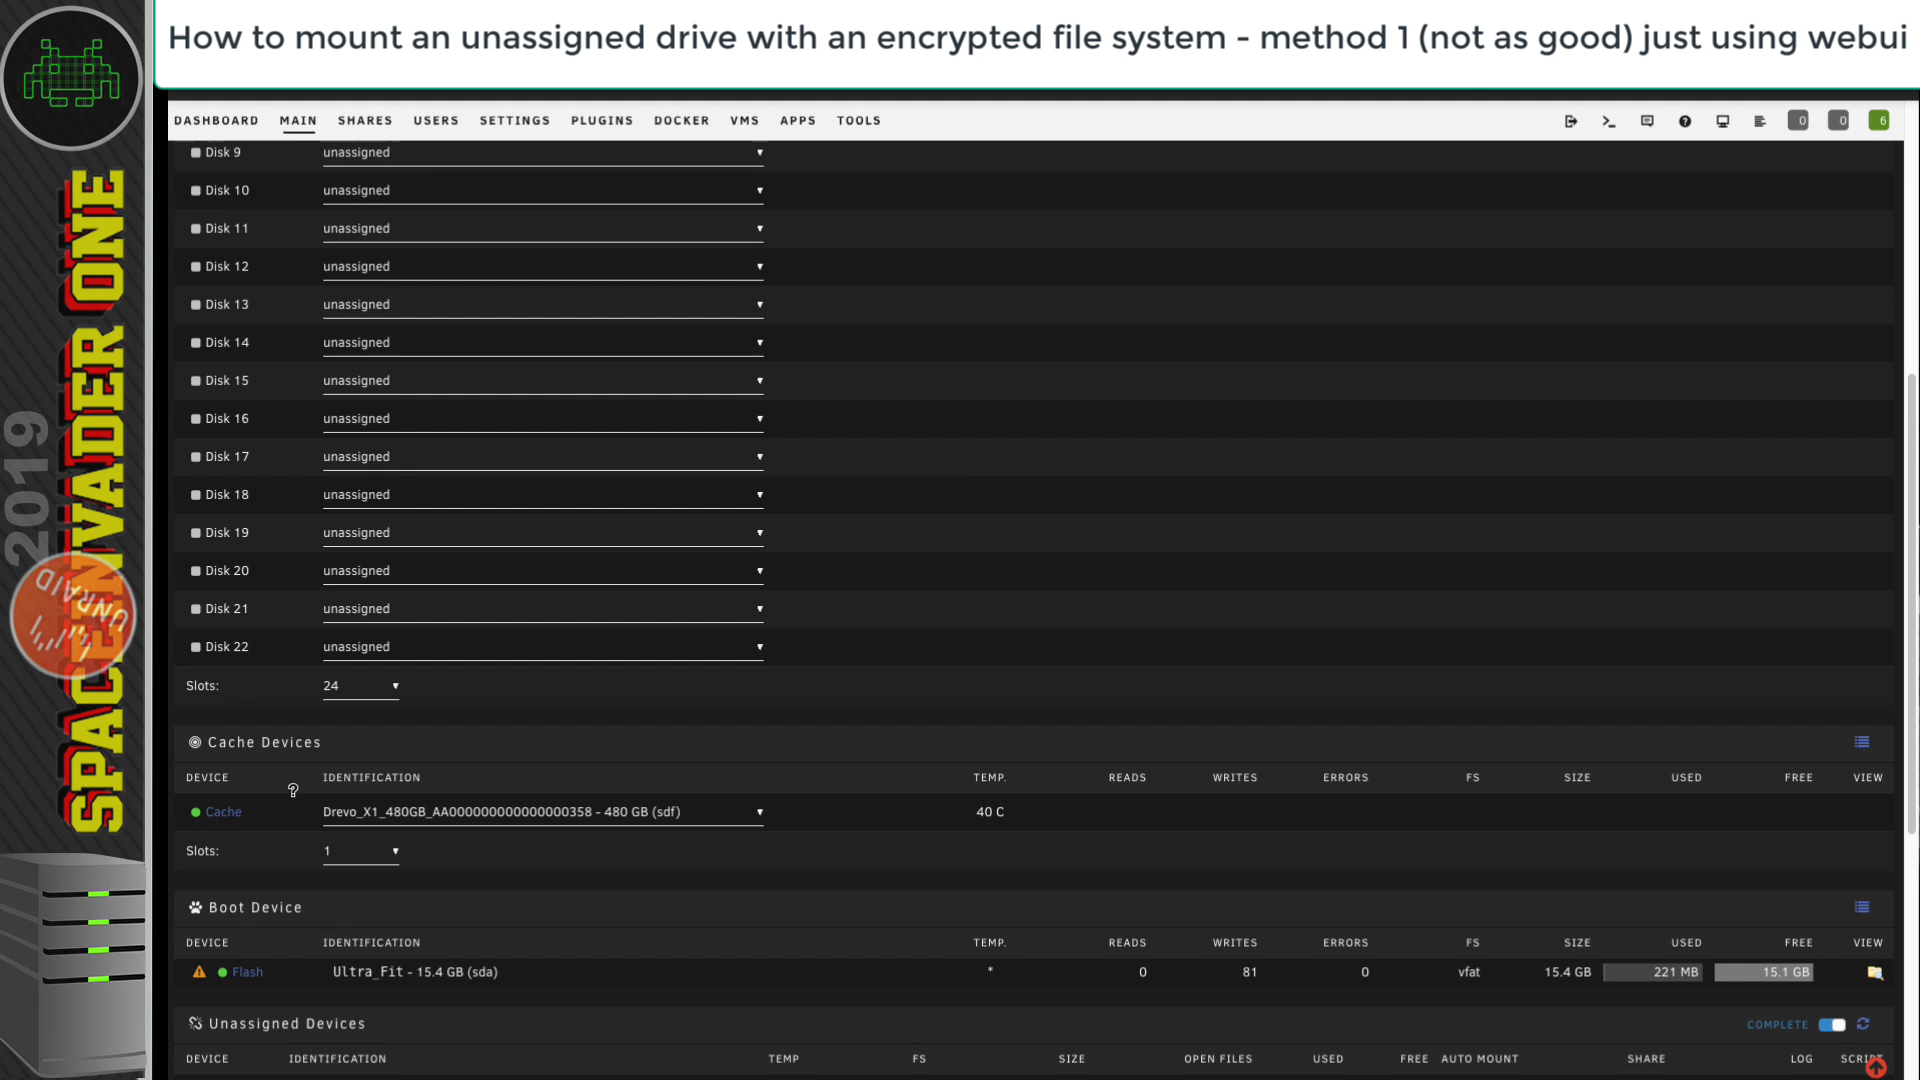 How to mount an unassigned drive with an encrypted file system - method 1 (not as good) just using webui
DASHBOARD MAIN SHARES USERS SETTINGS PLUGINS DOCKER VMS APPS TOOLS 0 0 6
Disk 9 unassigned
Disk 10 unassigned
Disk 11 unassigned
Disk 12 unassigned
Disk 13 unassigned
Disk 14 unassigned
Disk 15 unassigned
Disk 16 unassigned
Disk 17 unassigned
Disk 18 unassigned
Disk 19 unassigned
Disk 20 unassigned
Disk 21 unassigned
Disk 22 unassigned
Slots: 24
Cache Devices
DEVICE IDENTIFICATION TEMP. READS WRITES ERRORS FS SIZE USED FREE VIEW
Cache Drevo_X1_480GB_AA000000000000000358 - 480 GB (sdf) 40 C
Slots: 1
Boot Device
DEVICE IDENTIFICATION TEMP. READS WRITES ERRORS FS SIZE USED FREE VIEW
Flash Ultra_Fit - 15.4 GB (sda) * 0 81 0 vfat 15.4 GB 221 MB 15.1 GB
Unassigned Devices COMPLETE
DEVICE IDENTIFICATION TEMP FS SIZE OPEN FILES USED FREE AUTO MOUNT SHARE LOG SCRIPT
SPACEINVADER ONE
2019
UNRAID